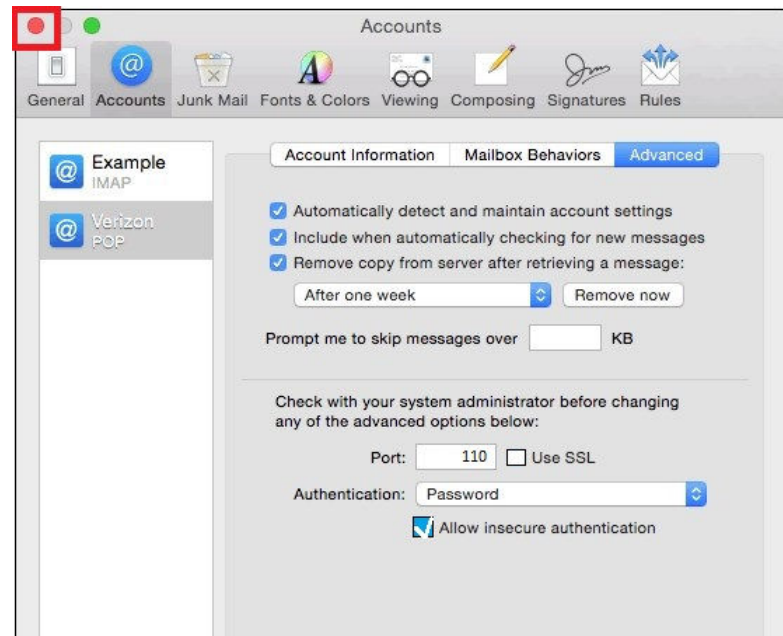 Accounts
General Accounts Junk Mail Fonts & Colors Viewing Composing Signatures Rules
Example
IMAP
Verizon
POP
Account Information Mailbox Behaviors Advanced
Automatically detect and maintain account settings
Include when automatically checking for new messages
Remove copy from server after retrieving a message:
After one week Remove now
Prompt me to skip messages over KB
Check with your system administrator before changing
any of the advanced options below:
Port: 110 Use SSL
Authentication: Password
Allow insecure authentication